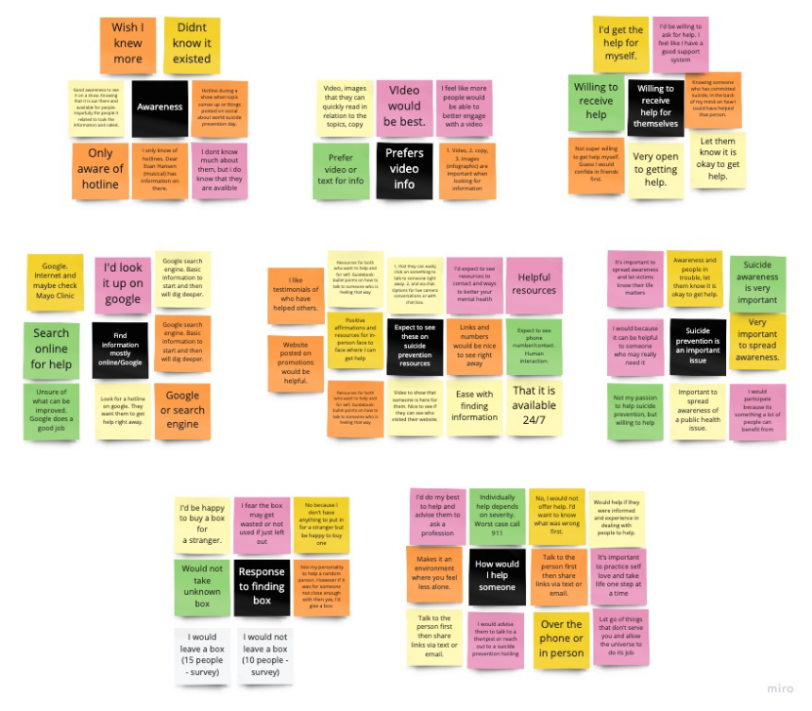 Wish I
knew
more
Didnt
know it
existed
Good awareness to see
it on a show. Knowing
that it is out there and
available for people.
Hopefully the people it
related to took the
information and called.
Awareness
Hotline during a
show when topic
comes up or things
posted on social
about world suicide
prevention day.
Only
aware of
hotline
I only know of
hotlines. Dear
Evan Hansen
(musical) has
information on
there.
I dont know
much about
them, but I do
know that they
are avalible
Video, images
that they can
quickly read in
relation to the
topics, copy
Video
would
be best.
I feel like more
people would
be able to
better engage
with a video
Prefer
video or
text for info
Prefers
video
info
1. Video, 2. copy,
3. images
(infographic) are
important when
looking for
information
I'd get the
help for
myself.
I'd be willing to
ask for help. I
feel like I have a
good support
system
Willing to
receive
help
Willing to
receive
help for
themselves
Knowing someone
who has committed
suicide, in the back
of my mind on how I
could have helped
that person.
Not super willing
to get help myself.
Guess I would
confide in friends
first.
Very open
to getting
help.
Let them
know it is
okay to get
help.
Google,
Internet and
maybe check
Mayo Clinic
I'd look
it up on
google
Google search
engine. Basic
information to
start and then
will dig deeper.
Search
online
for help
Find
information
mostly
online/Google
Google search
engine. Basic
information to
start and then
will dig deeper.
Unsure of
what can be
improved.
Google does a
good job
Look for a hotline
on google. They
want them to get
help right away.
Google
or search
engine
I like
testimonials of
who have
helped others.
Website
posted on
promotions
would be
helpful.
Resources for both
who want to help and
for self. Guidebook:
bullet points on how to
talk to someone who is
feeling that way
1. that they can easily
click on something to
talk to someone right
away. 2. and via chat.
Options for live camera
conversations or with
chat box.
I'd expect to see
resources to
contact and ways
to better your
mental health
Helpful
resources
Positive
affirmations and
resources for in-
person face to
face where I can
get help
Expect to see
these on
suicide
prevention
resources
Links and
numbers
would be nice
to see right
away
Expect to see
phone
number/contact.
Human
interaction.
Resources for both
who want to help and
for self. Guidebook:
bullet points on how to
talk to someone who is
feeling that way
Video to show that
someone is here for
them. Nice to see if
they can see who
visited their website.
Ease with
finding
information
That it is
available
24/7
It's important to
spread awareness
and let victims
know their life
matters
Awareness and
people in
trouble, let
them know it is
okay to get help.
Suicide
awareness
is very
important
I would because
it can be helpful
to someone
who may really
need it
Suicide
prevention is
an important
issue
Very
important
to spread
awareness.
Not my passion
to help suicide
prevention, but
willing to help
Important to
spread
awareness of
a public health
issue.
I would
participate
because its
something a lot of
people can
benefit from
I'd be happy
to buy a box
for
a stranger.
I fear the box
may get
wasted or not
used if just left
out
No because I
don't have
anything to put in
for a stranger but
be happy to buy
one
Would not
take
unknown
box
Response
to finding
box
Not my personality
to help a random
person. However if it
was for someone
not close enough
with then yes, I'd
give a box.
I would
leave a box
(15 people
- survey)
I would not
leave a box
(10 people -
survey)
I'd do my best
to help and
advise them to
ask a
profession
Individually
help depends
on severity.
Worst case call
911
No, I would not
offer help. I'd
want to know
what was wrong
first.
Would help if they
were informed
and experience in
dealing with
people to help.
Makes it an
environment
where you feel
less alone.
How would
I help
someone
Talk to the
person first
then share
links via text or
email.
It's important
to practice self
love and take
life one step at
a time
Talk to the
person first
then share
links via text or
email.
I would advise
them to talk to a
therapist or reach
out to a suicide
prevention hotling
Over the
phone or
in person
Let go of things
that don't serve
you and allow
the universe to
do its job
miro